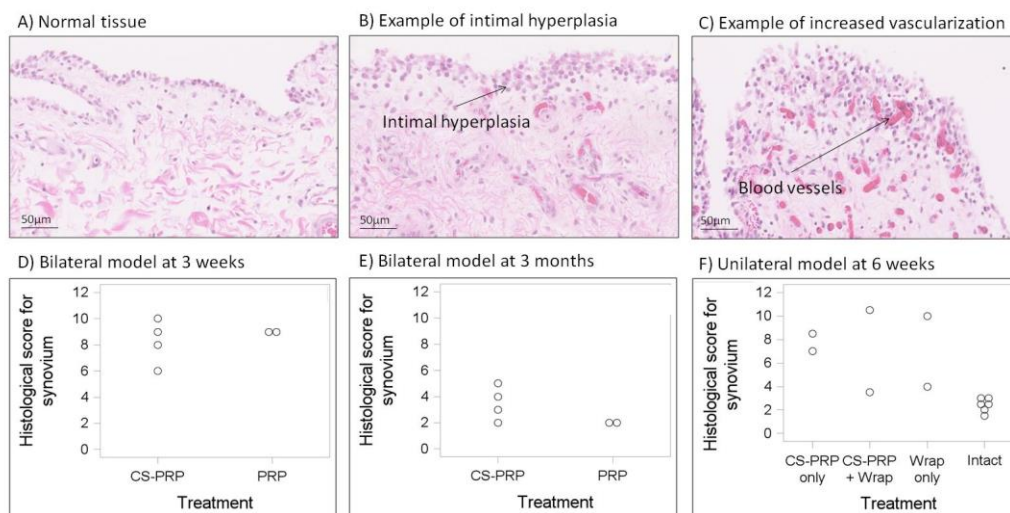 A) Normal tissue
B) Example of intimal hyperplasia
C) Example of increased vascularization
Intimal hyperplasia
Blood vessels
50µm
50µm
50µm
D) Bilateral model at 3 weeks
E) Bilateral model at 3 months
F) Unilateral model at 6 weeks
Histological score for
synovium
12
10
8
6
4
2
0
CS-PRP
PRP
Treatment
Histological score for
synovium
12
10
8
6
4
2
0
CS-PRP
PRP
Treatment
Histological score for
synovium
12
10
8
6
4
2
0
CS-PRP
only
CS-PRP
+ Wrap
Wrap
only
Intact
Treatment